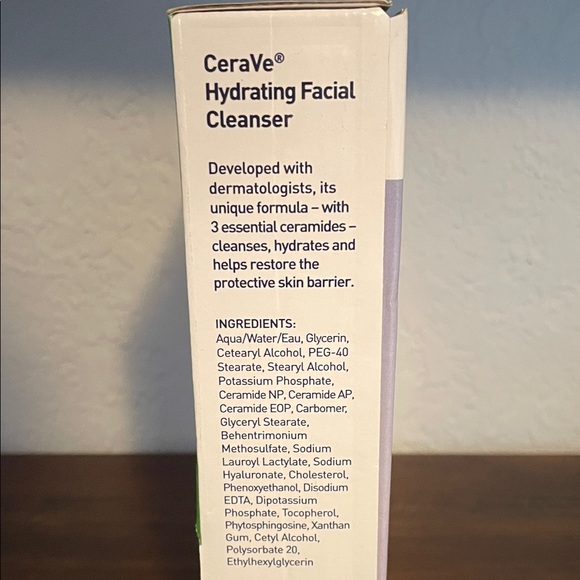 CeraVe®
Hydrating Facial
Cleanser
Developed with
dermatologists, its
unique formula – with
3 essential ceramides –
cleanses, hydrates and
helps restore the
protective skin barrier.
INGREDIENTS:
Aqua/Water/Eau, Glycerin,
Cetearyl Alcohol, PEG-40
Stearate, Stearyl Alcohol,
Potassium Phosphate,
Ceramide NP, Ceramide AP,
Ceramide EOP, Carbomer,
Glyceryl Stearate,
Behentrimonium
Methosulfate, Sodium
Lauroyl Lactylate, Sodium
Hyaluronate, Cholesterol,
Phenoxyethanol, Disodium
EDTA, Dipotassium
Phosphate, Tocopherol,
Phytosphingosine, Xanthan
Gum, Cetyl Alcohol,
Polysorbate 20,
Ethylhexylglycerin